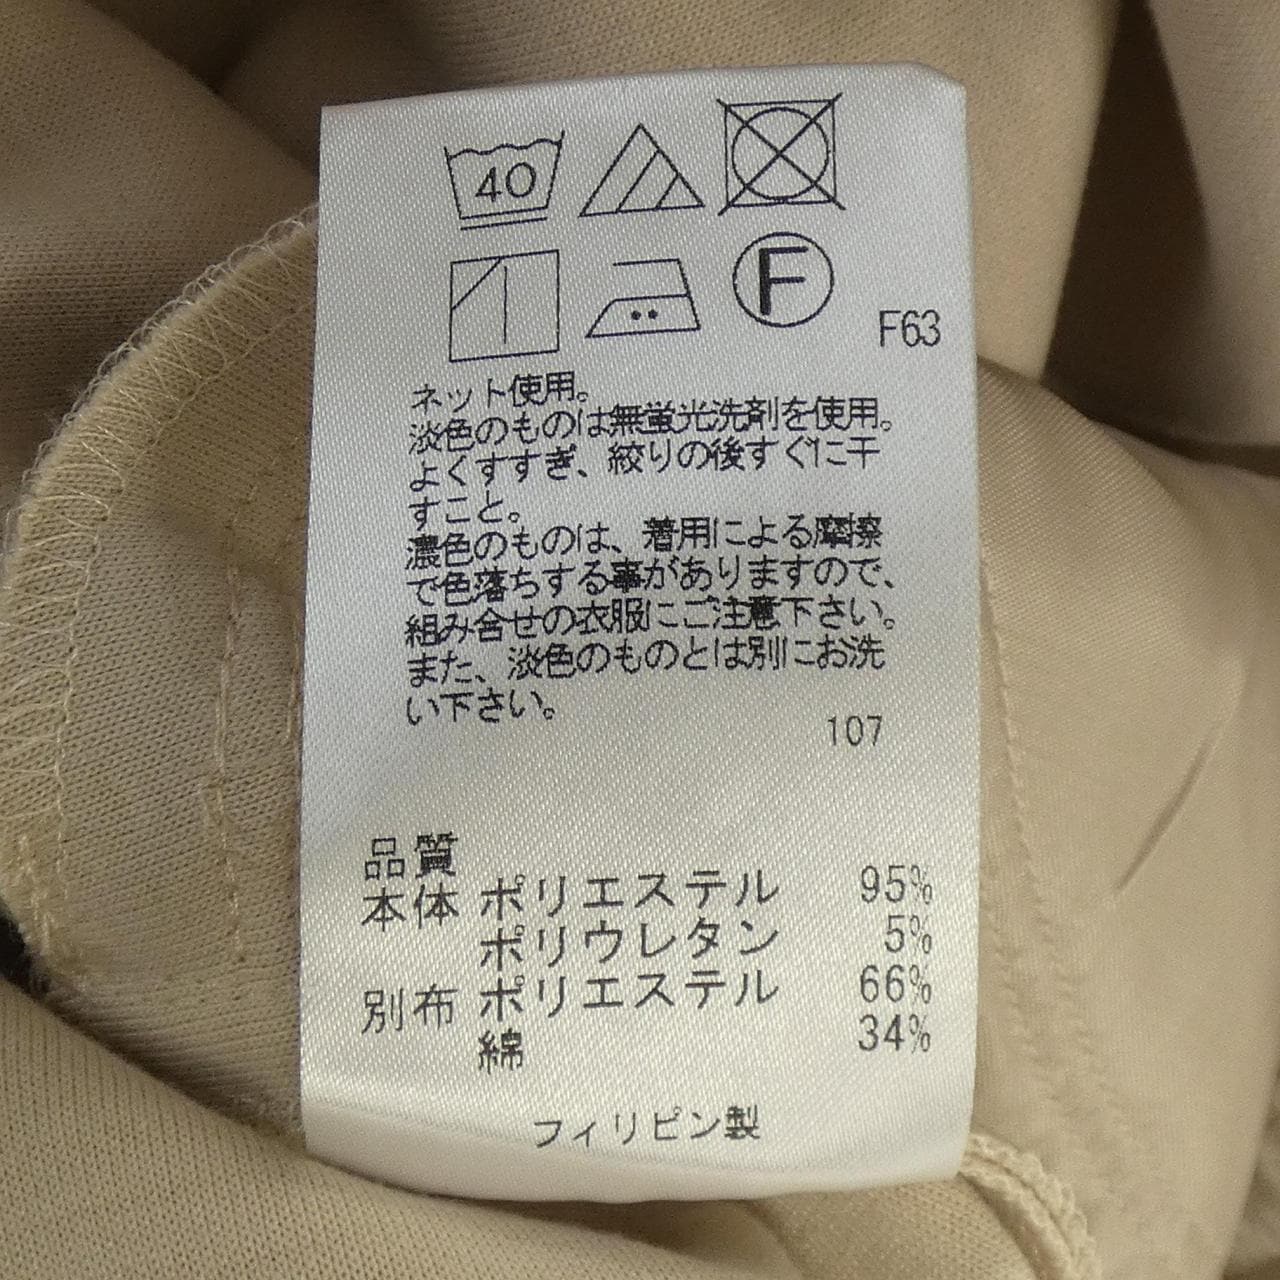 40
F
F63
ネット使用。
淡色のものは無蛍光洗剤を使用。
よくすすぎ、絞りの後すぐに干
すこと。
濃色のものは、着用による摩擦
で色落ちする事がありますので、
組み合せの衣服にご注意下さい。
また、淡色のものとは別にお洗
い下さい。
107
品質
本体 ポリエステル 95%
ポリウレタン 5%
別布 ポリエステル 66%
綿 34%
フィリピン製